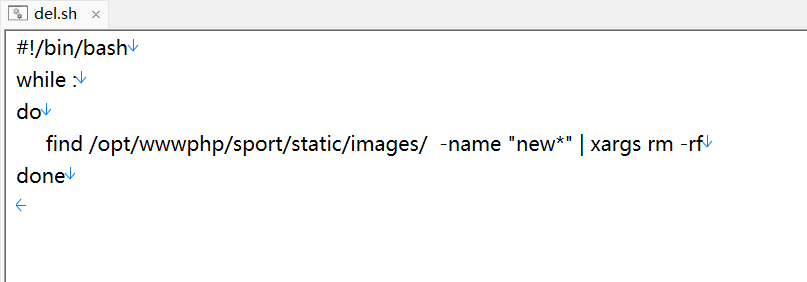 del.sh
#!/bin/bash
while :
do
find /opt/wwwphp/sport/static/images/  -name "new*" | xargs rm -rf
done